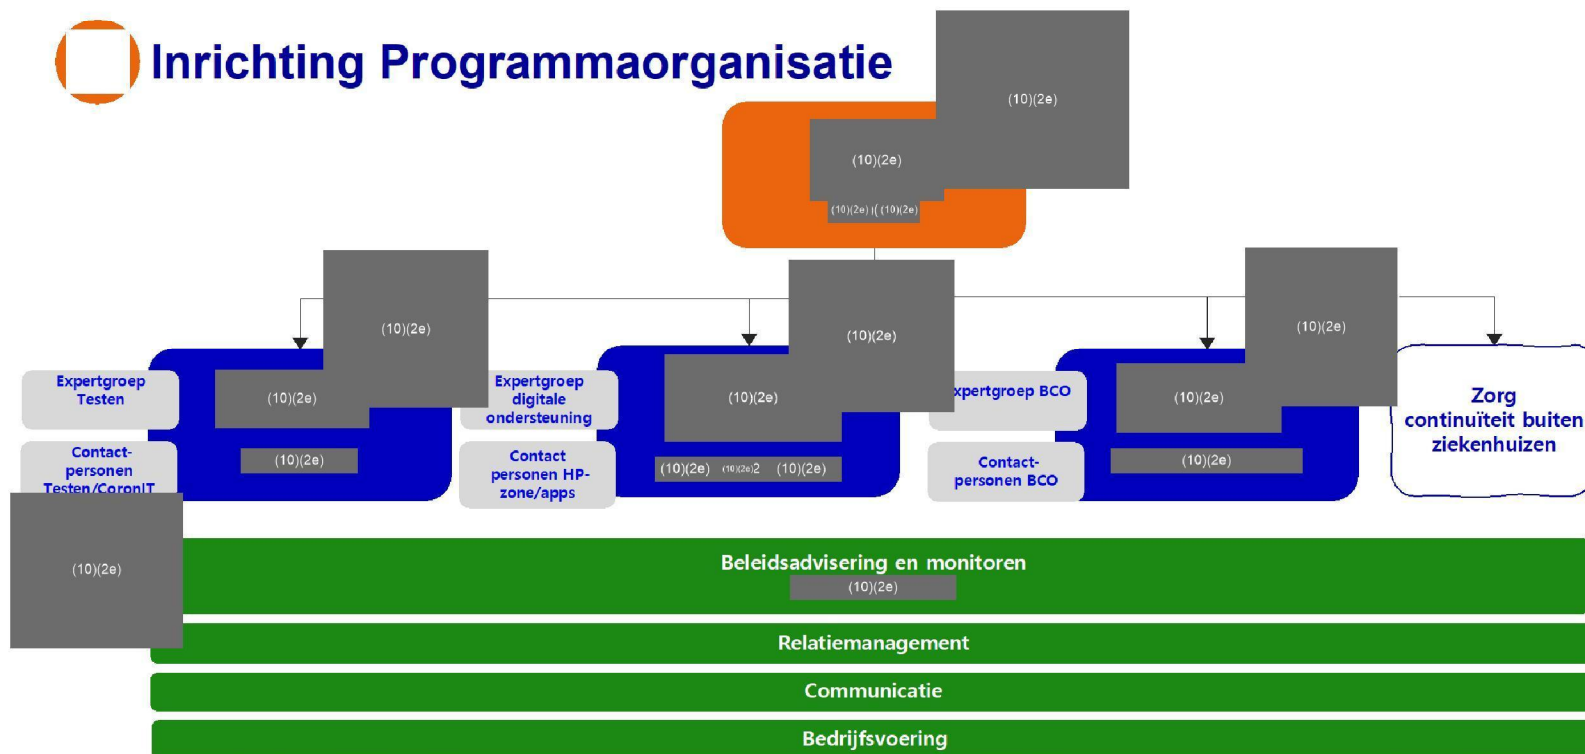 Inrichting Programmaorganisatie
(10)(2e)
(10)(2e)
(10)(2e) ( (10)(2e)
(10)(2e)
(10)(2e)
(10)(2e)
Expertgroep
Testen
(10)(2e)
Contact-
personen
Testen/CoronIT
(10)(2e)
Expertgroep
digitale
ondersteuning
(10)(2e)
Contact
personen HP-
zone/apps
(10)(2e) (10)(2e)2 (10)(2e)
xpertgroep BCO
(10)(2e)
Contact-
personen BCO
(10)(2e)
Zorg
continuïteit buiten
ziekenhuizen
(10)(2e)
Beleidsadvisering en monitoren
(10)(2e)
Relatiemanagement
Communicatie
Bedrijfsvoering